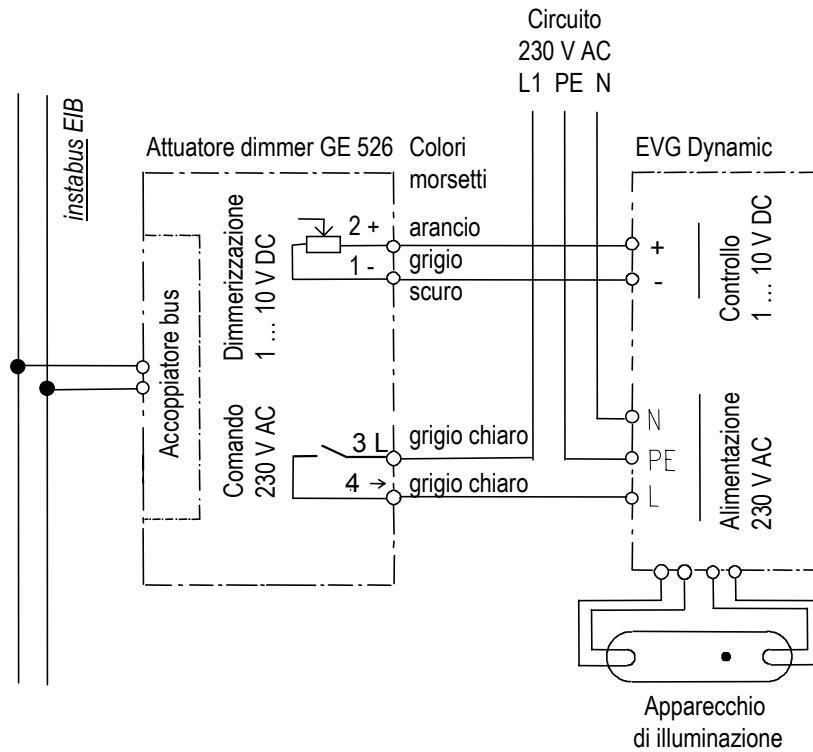 Circuito
230 V AC
L1 PE N
instabus EIB
Attuatore dimmer GE 526
Colori
morsetti
EVG Dynamic
Accoppiatore bus
Dimmerizzazione
1 ... 10 V DC
2 +
1 -
arancio
grigio
scuro
+
-
Controllo
1 ... 10 V DC
Comando
230 V AC
3 L
4 →
grigio chiaro
grigio chiaro
N
PE
L
Alimentazione
230 V AC
Apparecchio
di illuminazione